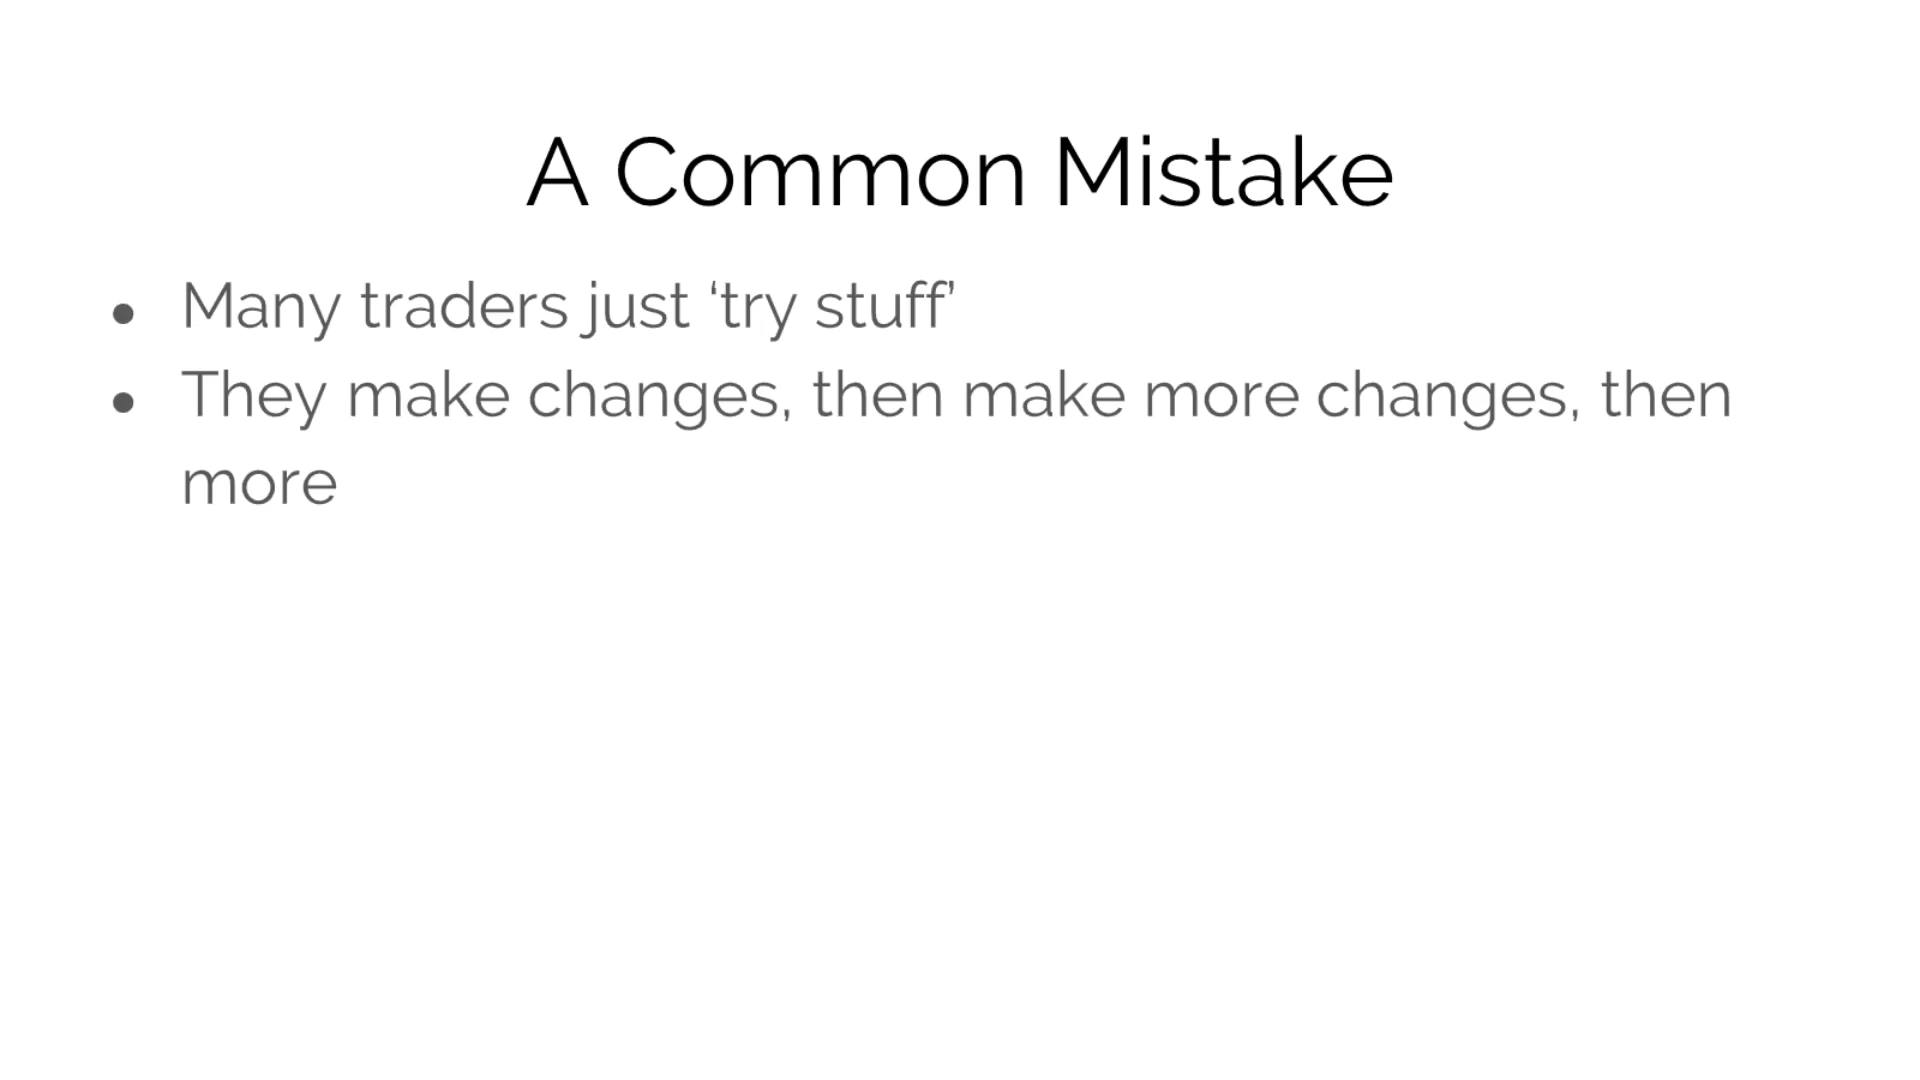 A Common Mistake
• Many traders just ‘try stuff’
• They make changes, then make more changes, then
more